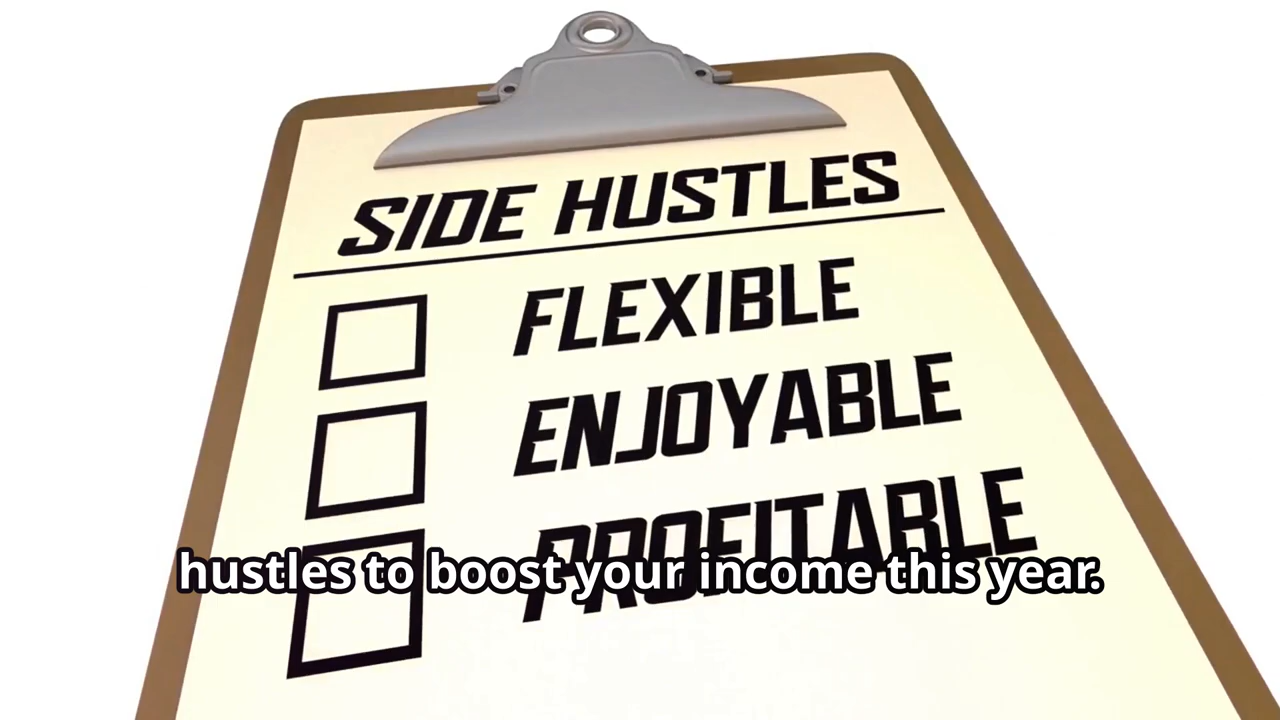 SIDE HUSTLES
FLEXIBLE
ENJOYABLE
PROFITABLE
hustles to boost your income this year.